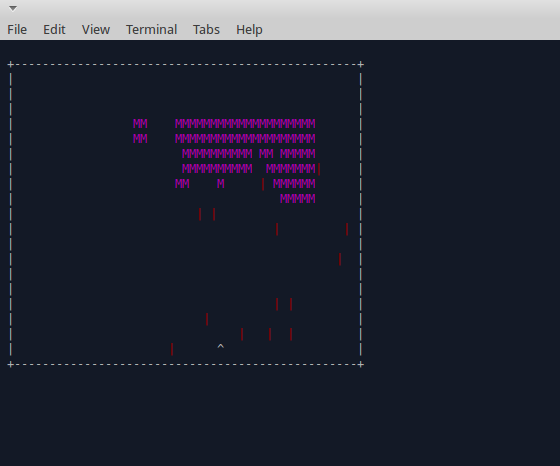 File Edit View Terminal Tabs Help
+-------------------------------------------------+
|                                                 |
|                                                 |
|                                                 |
|                 MM    MMMMMMMMMMMMMMMMMMMM      |
|                 MM    MMMMMMMMMMMMMMMMMMMM      |
|                        MMMMMMMMMM MM MMMMM      |
|                        MMMMMMMMMM  MMMMMMM|     |
|                       MM    M     | MMMMMM      |
|                                      MMMMM      |
|                          | |                    |
|                                     |         | |
|                                                 |
|                                              |  |
|                                                 |
|                                                 |
|                                     | |         |
|                           |                     |
|                                |   |  |         |
|                      |      ^                   |
+-------------------------------------------------+